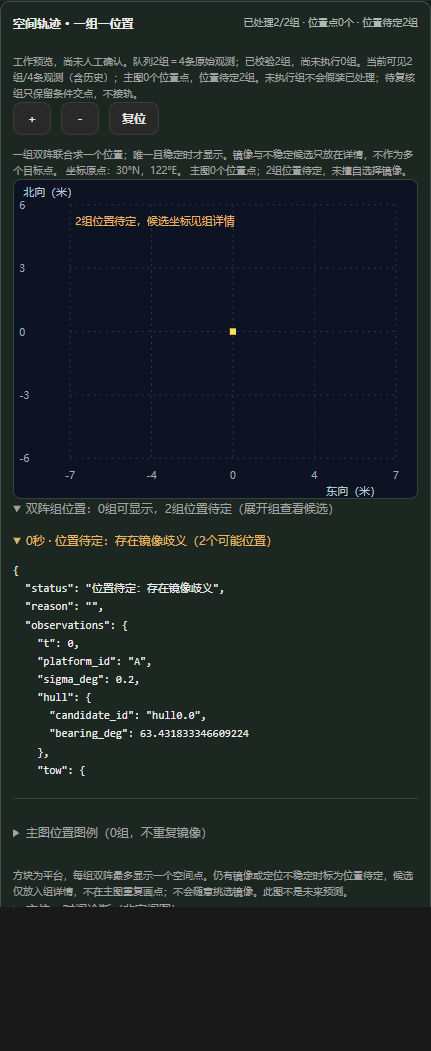 空间轨迹 · 一组一位置
已处理2/2组 · 位置点0个 · 位置待定2组
工作预览，尚未人工确认。队列2组＝4条原始观测；已校验2组，尚未执行0组。当前可见2
组/4条观测（含历史）；主图0个位置点，位置待定2组。未执行组不会假装已处理；待复核
组只保留条件交点，不接轨。
+
-
复位
一组双阵联合求一个位置；唯一且稳定时才显示。镜像与不稳定候选只放在详情，不作为多
个目标点。 坐标原点：30°N，122°E。 主图0个位置点；2组位置待定，未擅自选择镜像。
北向（米）
6
2组位置待定，候选坐标见组详情
3
0
-3
-6
-7
-4
0
4
7
东向（米）
▼ 双阵组位置：0组可显示，2组位置待定（展开组查看候选）
▼ 0秒 · 位置待定：存在镜像歧义（2个可能位置）
{
"status": "位置待定：存在镜像歧义",
"reason": "",
"observations": {
"t": 0,
"platform_id": "A",
"sigma_deg": 0.2,
"hull": {
"candidate_id": "hull0.0",
"bearing_deg": 63.431833346609224
},
"tow": {
▶ 主图位置图例（0组，不重复镜像）
方块为平台，每组双阵最多显示一个空间点。仍有镜像或定位不稳定时标为位置待定，候选
仅放入组详情，不在主图重复画点；不会随意挑选镜像。此图不是未来预测。